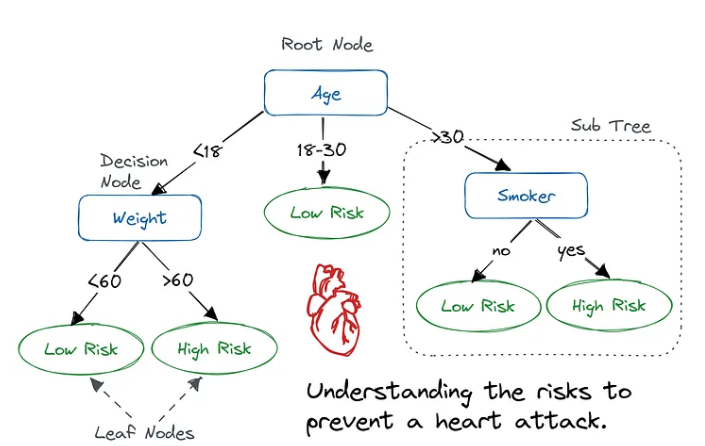 Root Node
Age
Sub Tree
<18
18-30
>30
Decision
Node
Weight
Low Risk
Smoker
<60
>60
no
yes
Low Risk
High Risk
Low Risk
High Risk
Leaf Nodes
Understanding the risks to
prevent a heart attack.